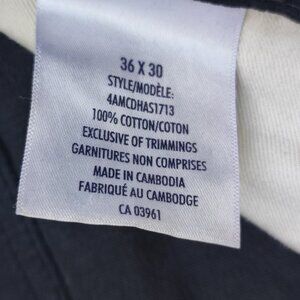 36 X 30
STYLE/MODÈLE:
4AMCDHAS1713
100% COTTON/COTON
EXCLUSIVE OF TRIMMINGS
GARNITURES NON COMPRISES
MADE IN CAMBODIA
FABRIQUÉ AU CAMBODGE
CA 03961